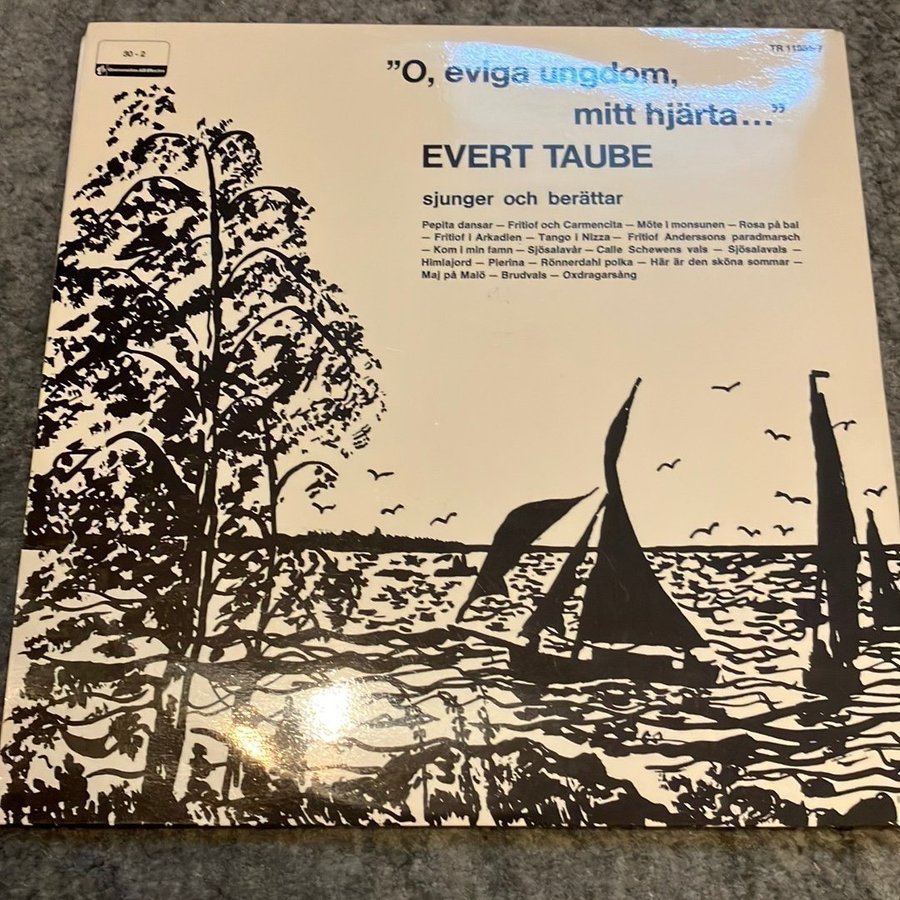 30 - 2
TR 11
”O, eviga ungdom,
mitt hjärta...”
EVERT TAUBE
sjunger och berättar
Pepita dansar — Fritiof och Carmencita — Möte i monsunen — Rosa på bal
— Fritiof i Arkadien — Tango i Nizza — Fritiof Anderssons paradmarsch
— Kom i min famn — Sjösalavår — Calle Schewens vals — Sjösalavals —
Himlajord — Pierina — Rönnerdahl polka — Här är den sköna sommar —
Maj på Malö — Brudvals — Oxdragarsång